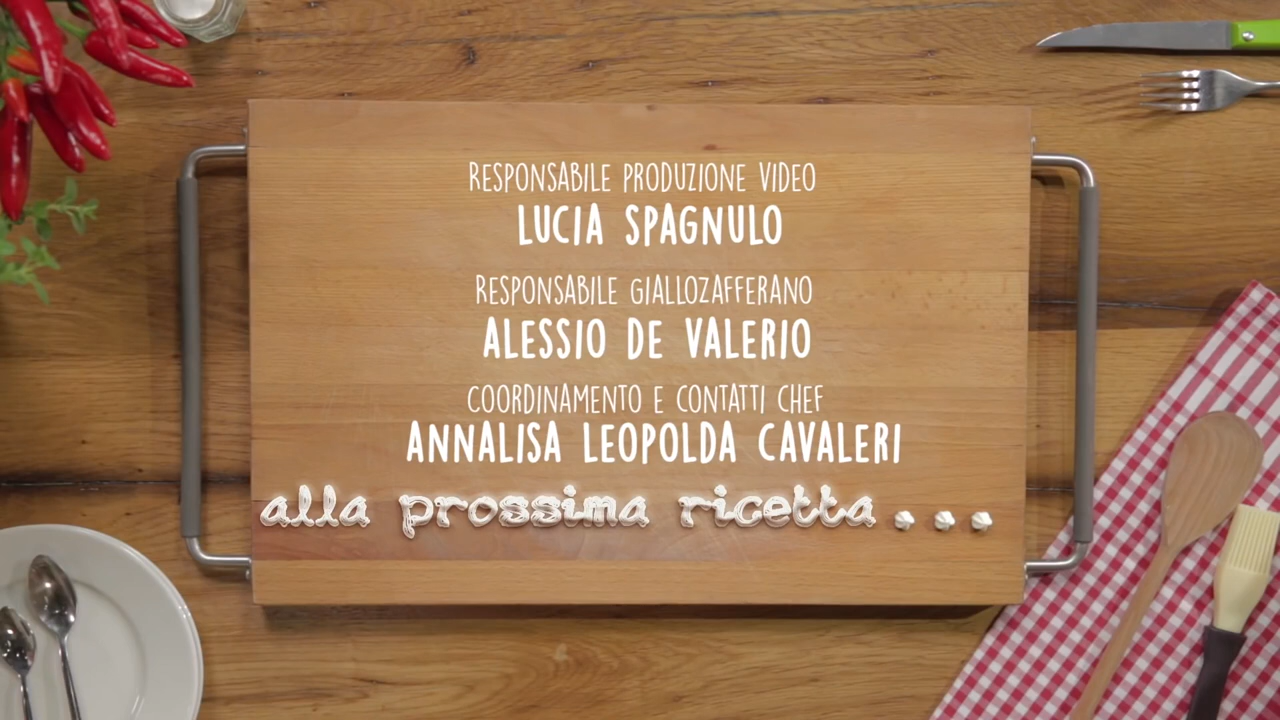 RESPONSABILE PRODUZIONE VIDEO
LUCIA SPAGNULO
RESPONSABILE GIALLOZAFFERANO
ALESSIO DE VALERIO
COORDINAMENTO E CONTATTI CHEF
ANNALISA LEOPOLDA CAVALERI
alla prossima ricetta...